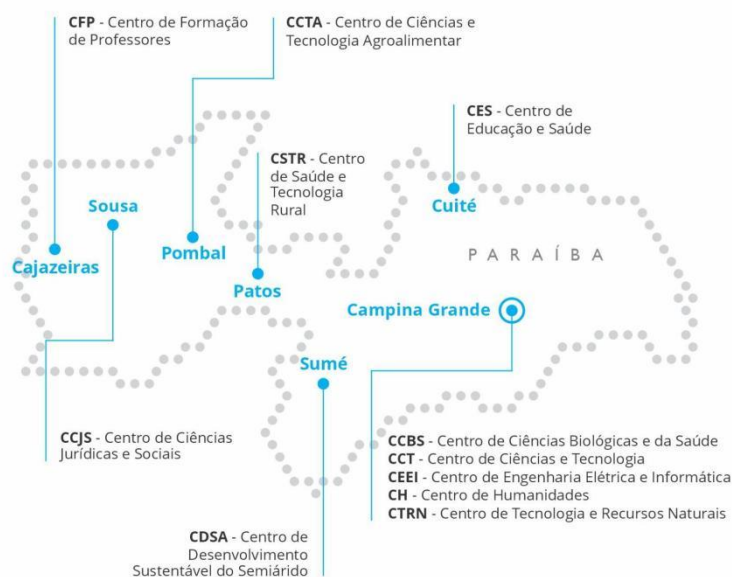 CFP - Centro de Formação
de Professores
CCTA - Centro de Ciências e
Tecnologia Agroalimentar
CES - Centro de
Educação e Saúde
CSTR - Centro
de Saúde e
Tecnologia
Rural
Sousa
Cuité
Cajazeiras
Pombal
PARAÍBA
Patos
Campina Grande
Sumé
CCJS - Centro de Ciências
Jurídicas e Sociais
CCBS - Centro de Ciências Biológicas e da Saúde
CCT - Centro de Ciências e Tecnologia
CEEI - Centro de Engenharia Elétrica e Informática
CH - Centro de Humanidades
CTRN - Centro de Tecnologia e Recursos Naturais
CDSA - Centro de
Desenvolvimento
Sustentável do Semiárido